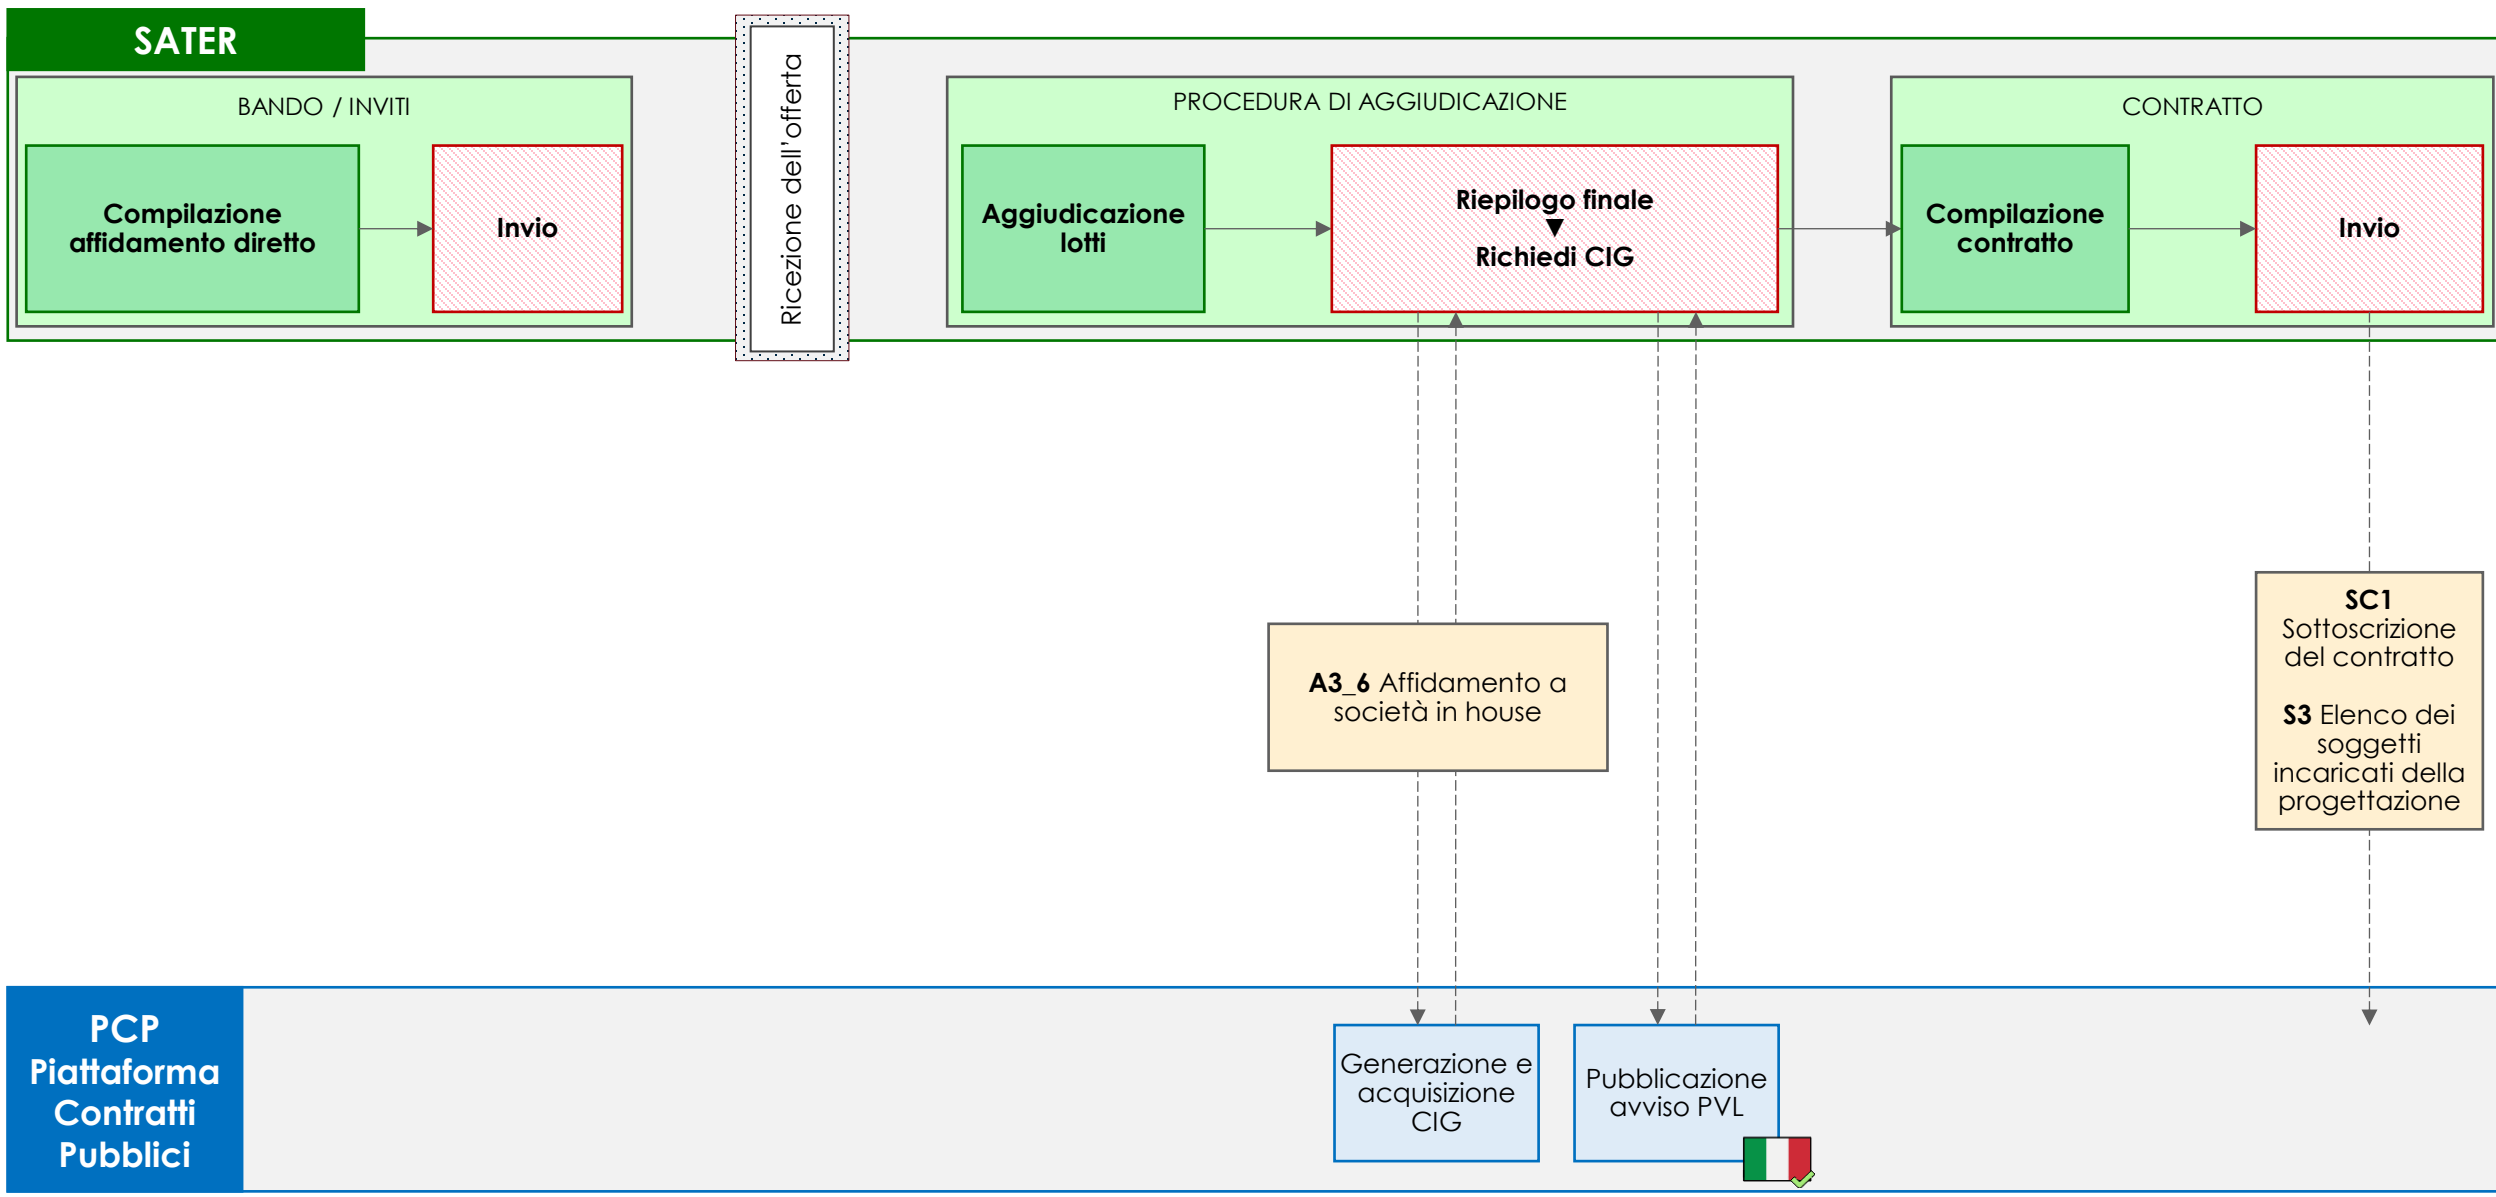 SATER
BANDO / INVITI
Compilazione
affidamento diretto
Invio
Ricezione dell'offerta
PROCEDURA DI AGGIUDICAZIONE
Aggiudicazione
lotti
Riepilogo finale
▼
Richiedi CIG
CONTRATTO
Compilazione
contratto
Invio
A3_6 Affidamento a
società in house
SC1
Sottoscrizione
del contratto
S3 Elenco dei
soggetti
incaricati della
progettazione
PCP
Piattaforma
Contratti
Pubblici
Generazione e
acquisizione
CIG
Pubblicazione
avviso PVL